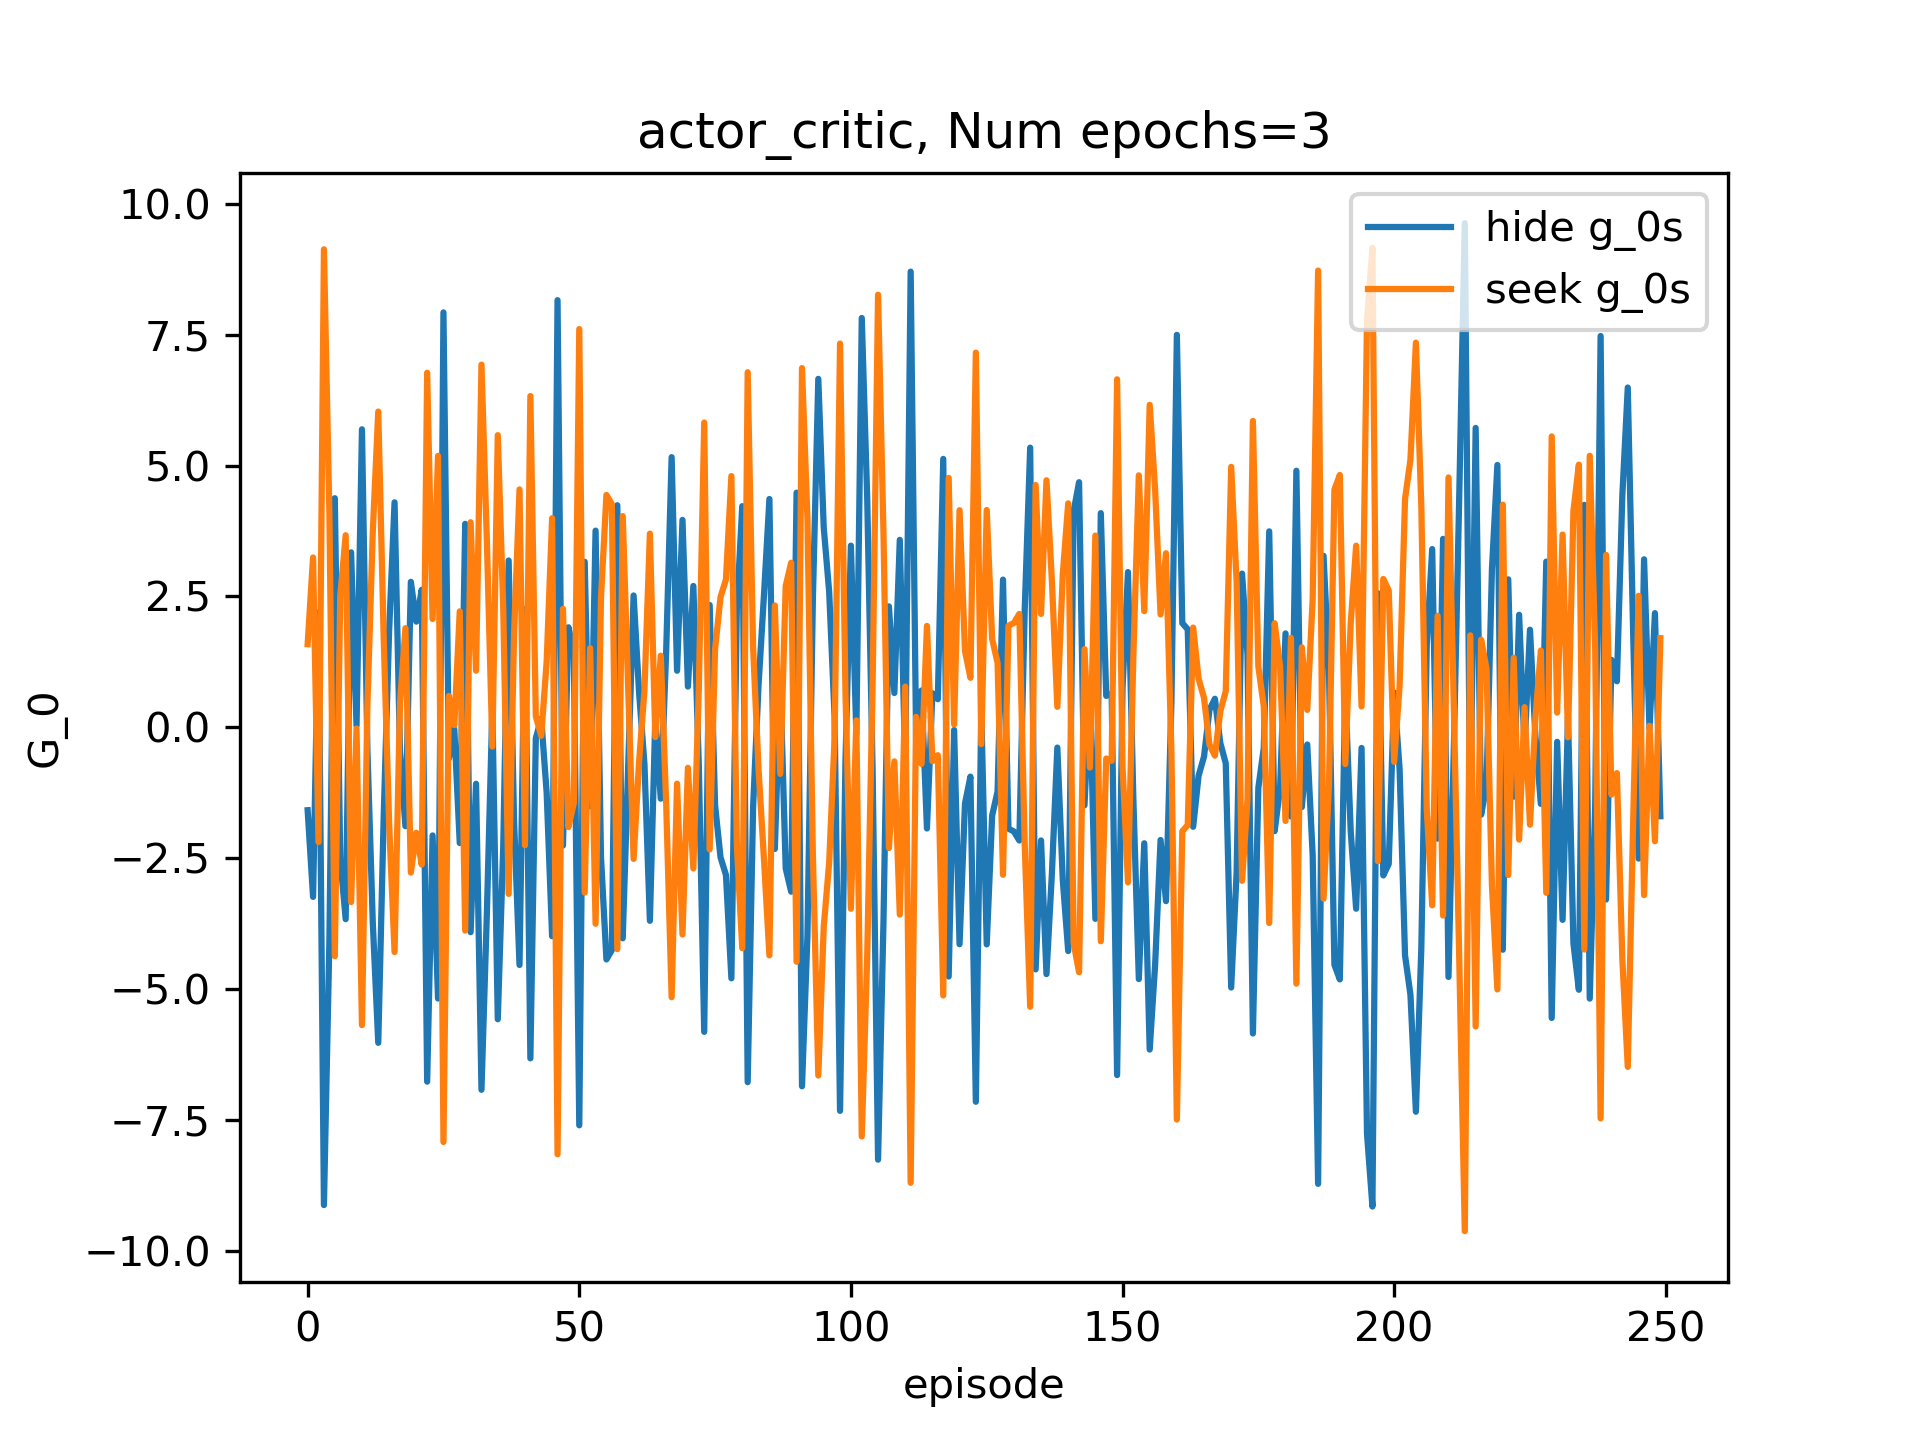 actor_critic, Num epochs=3
hide g_0s
seek g_0s
10.0
7.5
5.0
2.5
0.0
−2.5
−5.0
−7.5
−10.0
G_0
0 50 100 150 200 250
episode